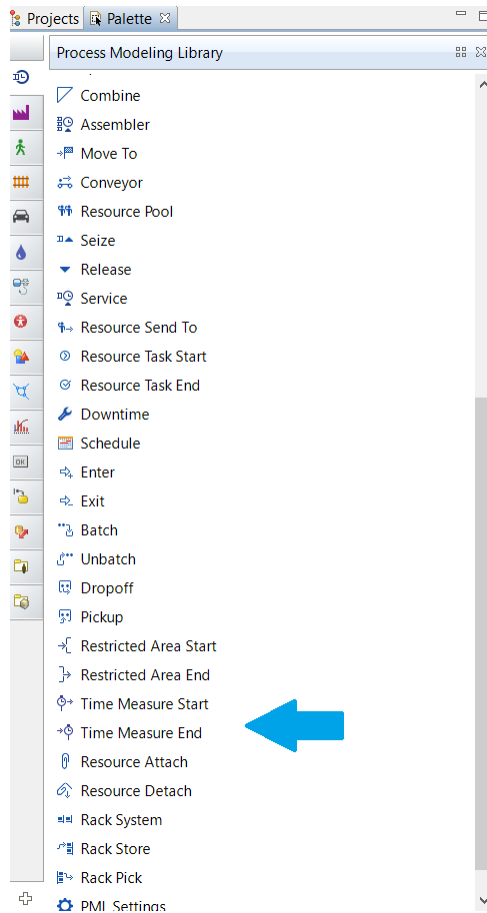 Projects Palette
Process Modeling Library
Combine
Assembler
Move To
Conveyor
Resource Pool
Seize
Release
Service
Resource Send To
Resource Task Start
Resource Task End
Downtime
Schedule
Enter
Exit
Batch
Unbatch
Dropoff
Pickup
Restricted Area Start
Restricted Area End
Time Measure Start
Time Measure End
Resource Attach
Resource Detach
Rack System
Rack Store
Rack Pick
PML Settings